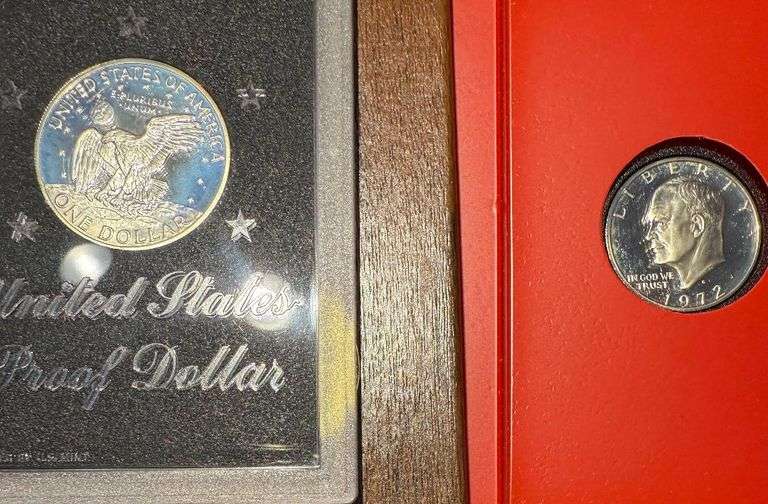 UNITED STATES OF AMERICA
E·PLURIBUS
UNUM
ONE DOLLAR
United States
Proof Dollar
LIBERTY
IN GOD WE
TRUST
1972